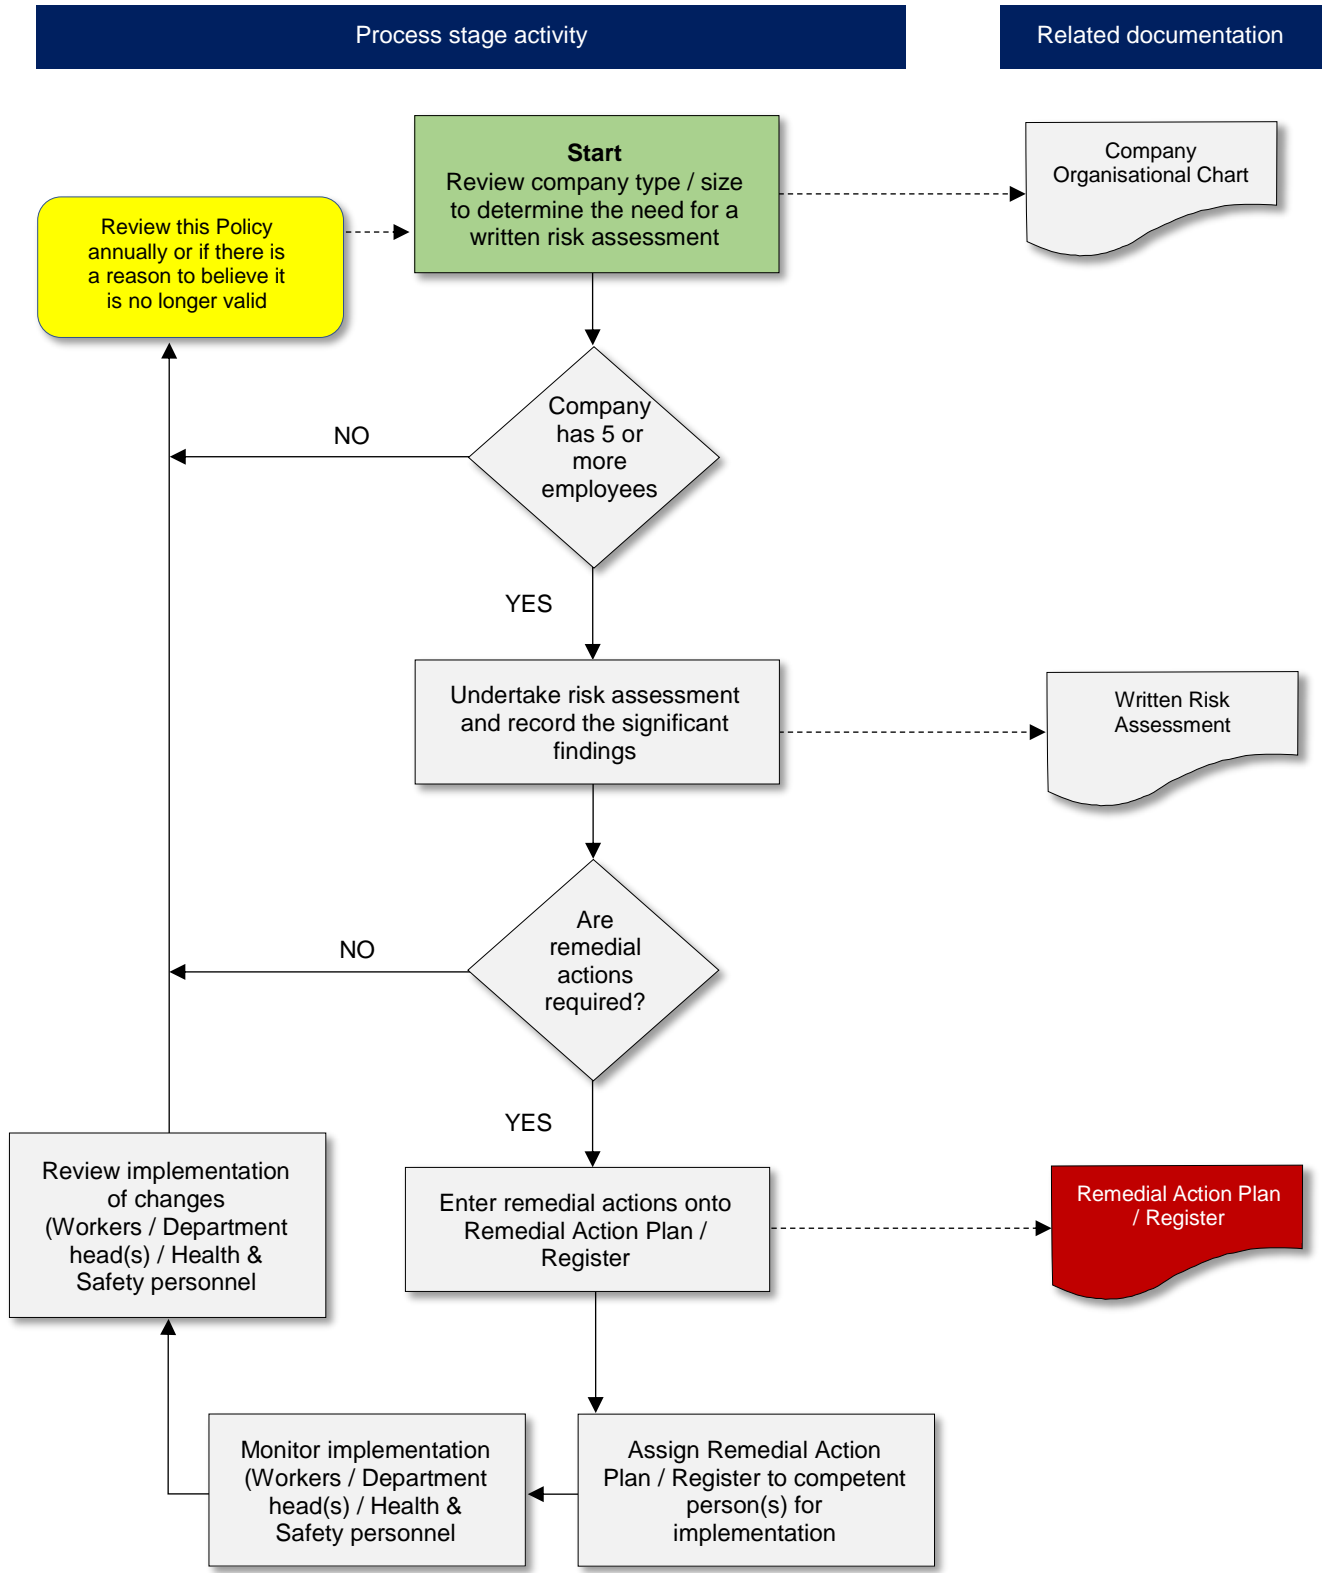 Process stage activity
Related documentation
Start
Review company type / size
to determine the need for a
written risk assessment
Company
Organisational Chart
Review this Policy
annually or if there is
a reason to believe it
is no longer valid
Company
has 5 or
more
employees
NO
YES
Undertake risk assessment
and record the significant
findings
Written Risk
Assessment
Are
remedial
actions
required?
NO
YES
Review implementation
of changes
(Workers / Department
head(s) / Health &
Safety personnel
Enter remedial actions onto
Remedial Action Plan /
Register
Remedial Action Plan
/ Register
Monitor implementation
(Workers / Department
head(s) / Health &
Safety personnel
Assign Remedial Action
Plan / Register to competent
person(s) for
implementation